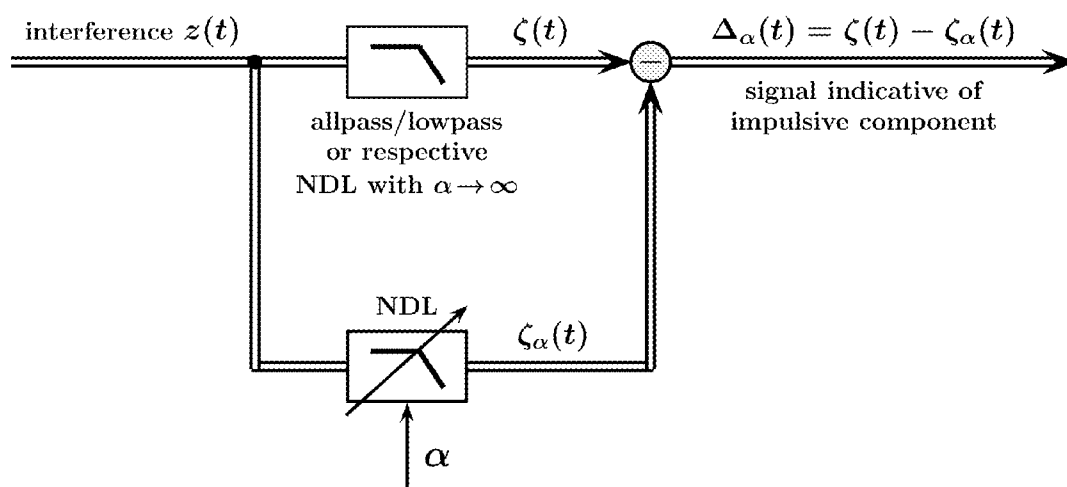 interference z(t)
ζ(t)
Δα(t) = ζ(t) − ζα(t)
−
allpass/lowpass
or respective
NDL with α→∞
signal indicative of
impulsive component
NDL
ζα(t)
α